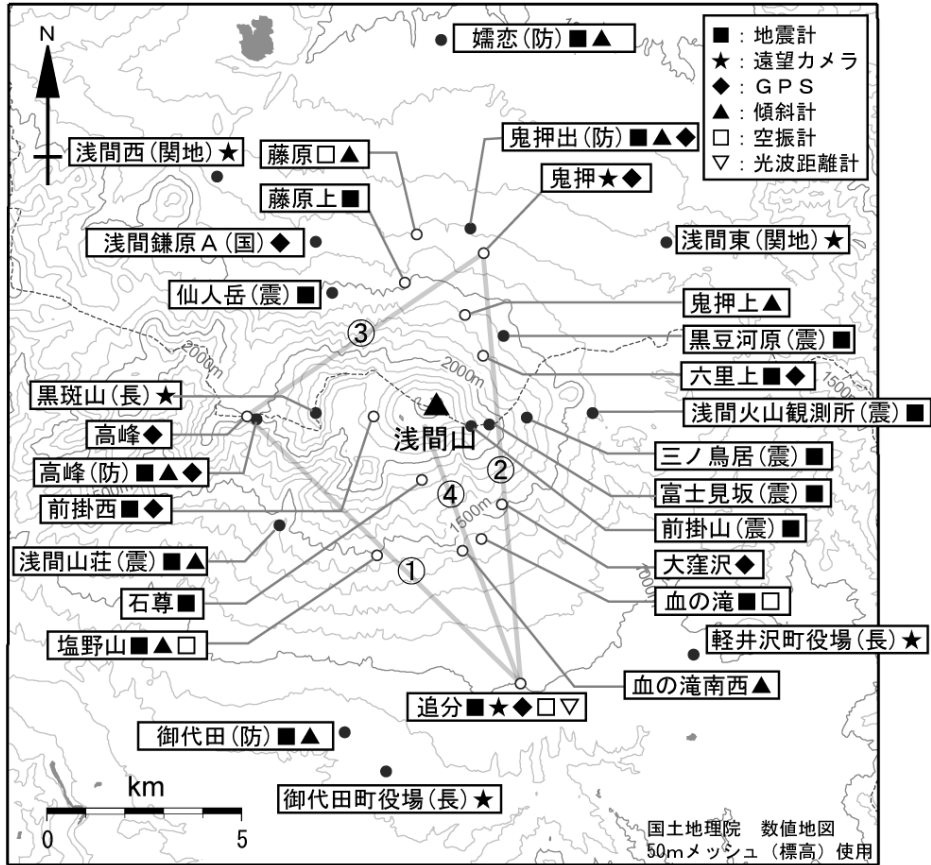 N
嬬恋(防)■▲
■：地震計
★：遠望カメラ
◆：ＧＰＳ
▲：傾斜計
□：空振計
▽：光波距離計
浅間西(関地)★
藤原□▲
鬼押出(防)■▲◆
鬼押★◆
藤原上■
浅間鎌原Ａ(国)◆
浅間東(関地)★
仙人岳(震)■
鬼押上▲
③
黒豆河原(震)■
2000m
2000m
六里上■◆
1500m
黒斑山(長)★
浅間火山観測所(震)■
浅間山
高峰◆
三ノ鳥居(震)■
高峰(防)■▲◆
②
富士見坂(震)■
④
前掛西■◆
1500m
前掛山(震)■
浅間山荘(震)■▲
大窪沢◆
①
石尊■
血の滝■□
塩野山■▲□
軽井沢町役場(長)★
血の滝南西▲
追分■★◆□▽
御代田(防)■▲
km
0 5
御代田町役場(長)★
国土地理院　数値地図
50mメッシュ（標高）使用